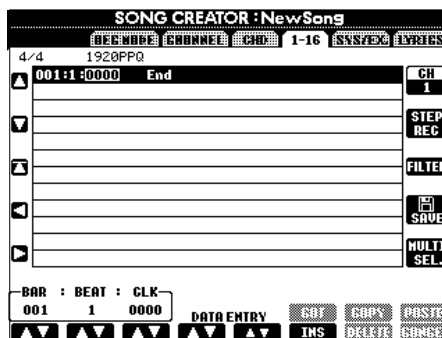 SONG CREATOR : NewSong
REC MODE CHANNEL CHD 1-16 SYS/EX. LYRICS
4/4 1920PPQ
001:1:0000 End
CH
1
STEP
REC
FILTER
SAVE
MULTI
SEL.
BAR : BEAT : CLK
001 1 0000
DATA ENTRY
CUT COPY PASTE
INS DELETE CANCEL